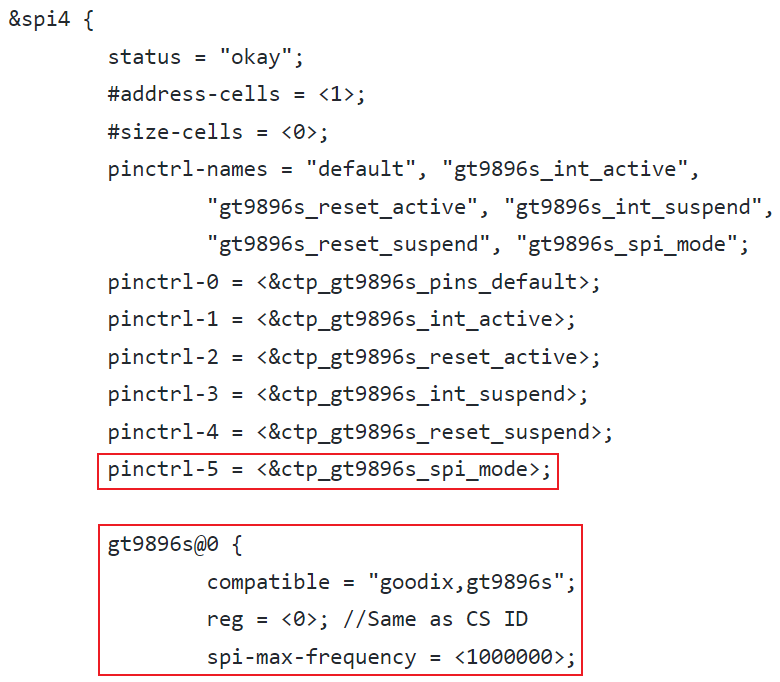 &spi4 {
status = "okay";
#address-cells = <1>;
#size-cells = <0>;
pinctrl-names = "default", "gt9896s_int_active",
"gt9896s_reset_active", "gt9896s_int_suspend",
"gt9896s_reset_suspend", "gt9896s_spi_mode";
pinctrl-0 = <&ctp_gt9896s_pins_default>;
pinctrl-1 = <&ctp_gt9896s_int_active>;
pinctrl-2 = <&ctp_gt9896s_reset_active>;
pinctrl-3 = <&ctp_gt9896s_int_suspend>;
pinctrl-4 = <&ctp_gt9896s_reset_suspend>;
pinctrl-5 = <&ctp_gt9896s_spi_mode>;
gt9896s@0 {
compatible = "goodix,gt9896s";
reg = <0>; //Same as CS ID
spi-max-frequency = <1000000>;